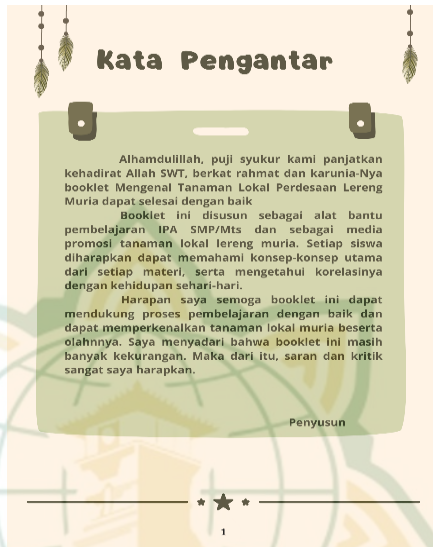 Kata Pengantar
Alhamdulillah, puji syukur kami panjatkan
kehadirat Allah SWT, berkat rahmat dan karunia-Nya
booklet Mengenal Tanaman Lokal Perdesaan Lereng
Muria dapat selesai dengan baik
Booklet ini disusun sebagai alat bantu
pembelajaran IPA SMP/Mts dan sebagai media
promosi tanaman lokal lereng muria. Setiap siswa
diharapkan dapat memahami konsep-konsep utama
dari setiap materi, serta mengetahui korelasinya
dengan kehidupan sehari-hari.
Harapan saya semoga booklet ini dapat
mendukung proses pembelajaran dengan baik dan
dapat memperkenalkan tanaman lokal muria beserta
olahnnya. Saya menyadari bahwa booklet ini masih
banyak kekurangan. Maka dari itu, saran dan kritik
sangat saya harapkan.
Penyusun
1